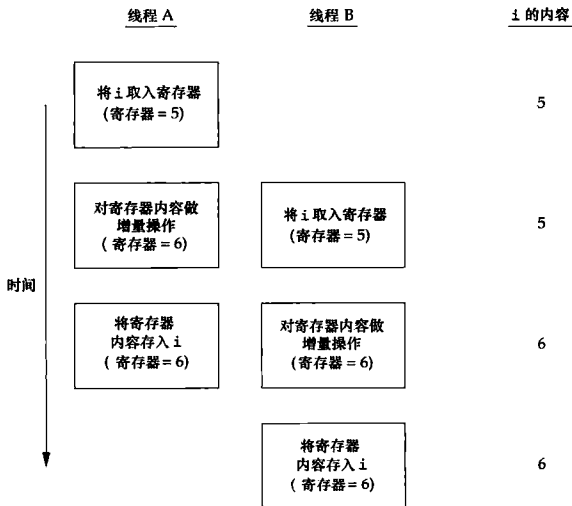 线程 A
线程 B
i 的内容
将 i 取入寄存器
(寄存器 = 5)
5
对寄存器内容做
增量操作
( 寄存器 = 6)
将 i 取入寄存器
(寄存器 = 5)
5
时间
将寄存器
内容存入 i
( 寄存器 = 6)
对寄存器内容做
增量操作
(寄存器 = 6)
6
将寄存器
内容存入 i
( 寄存器 = 6)
6